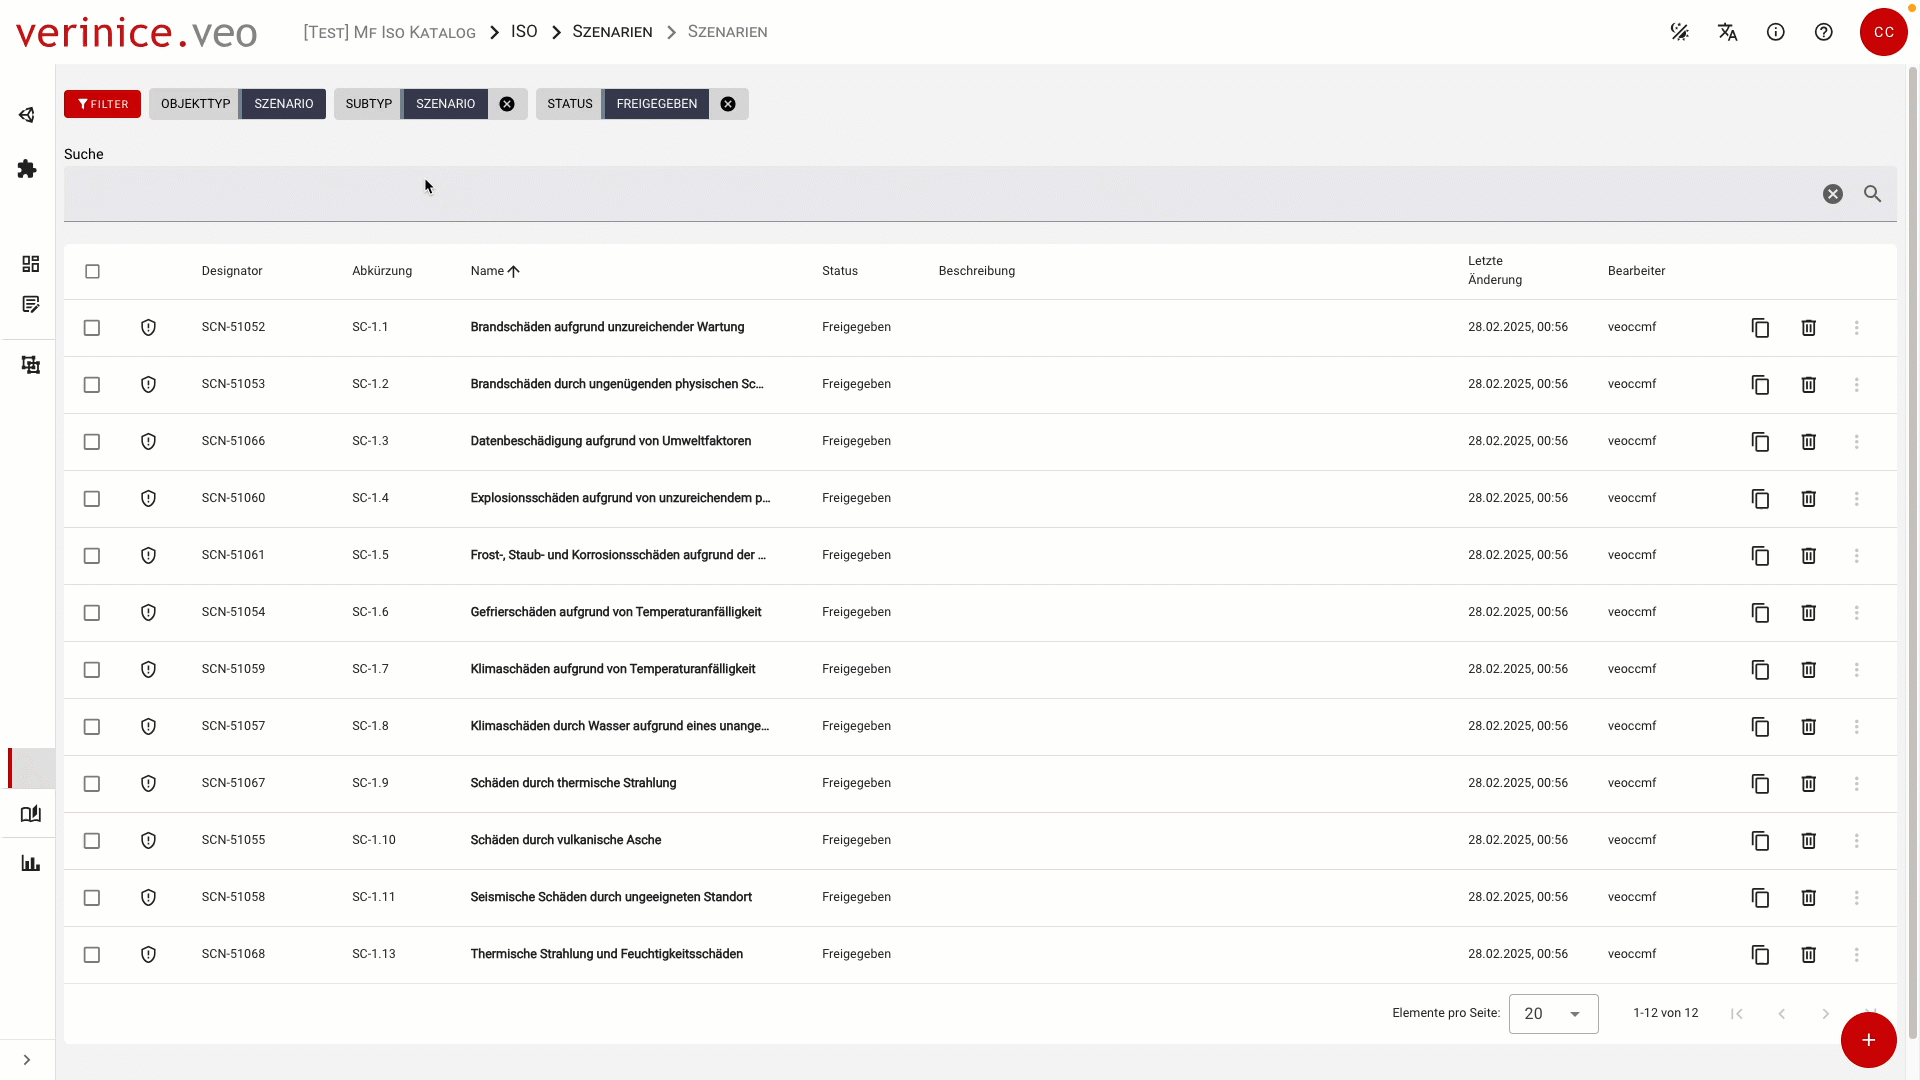 verinice.veo
[Test] Mf Iso Katalog > ISO > Szenarien > Szenarien
CC
FILTER OBJEKTTYP SZENARIO SUBTYP SZENARIO STATUS FREIGEGEBEN
Suche
Designator Abkürzung Name Status Beschreibung Letzte Änderung Bearbeiter
SCN-51052 SC-1.1 Brandschäden aufgrund unzureichender Wartung Freigegeben 28.02.2025, 00:56 veoccmf
SCN-51053 SC-1.2 Brandschäden durch ungenügenden physischen Sc... Freigegeben 28.02.2025, 00:56 veoccmf
SCN-51066 SC-1.3 Datenbeschädigung aufgrund von Umweltfaktoren Freigegeben 28.02.2025, 00:56 veoccmf
SCN-51060 SC-1.4 Explosionsschäden aufgrund von unzureichendem p... Freigegeben 28.02.2025, 00:56 veoccmf
SCN-51061 SC-1.5 Frost-, Staub- und Korrosionsschäden aufgrund der ... Freigegeben 28.02.2025, 00:56 veoccmf
SCN-51054 SC-1.6 Gefrierschäden aufgrund von Temperaturanfälligkeit Freigegeben 28.02.2025, 00:56 veoccmf
SCN-51059 SC-1.7 Klimaschäden aufgrund von Temperaturanfälligkeit Freigegeben 28.02.2025, 00:56 veoccmf
SCN-51057 SC-1.8 Klimaschäden durch Wasser aufgrund eines unange... Freigegeben 28.02.2025, 00:56 veoccmf
SCN-51067 SC-1.9 Schäden durch thermische Strahlung Freigegeben 28.02.2025, 00:56 veoccmf
SCN-51055 SC-1.10 Schäden durch vulkanische Asche Freigegeben 28.02.2025, 00:56 veoccmf
SCN-51058 SC-1.11 Seismische Schäden durch ungeeigneten Standort Freigegeben 28.02.2025, 00:56 veoccmf
SCN-51068 SC-1.13 Thermische Strahlung und Feuchtigkeitsschäden Freigegeben 28.02.2025, 00:56 veoccmf
Elemente pro Seite: 20 1-12 von 12